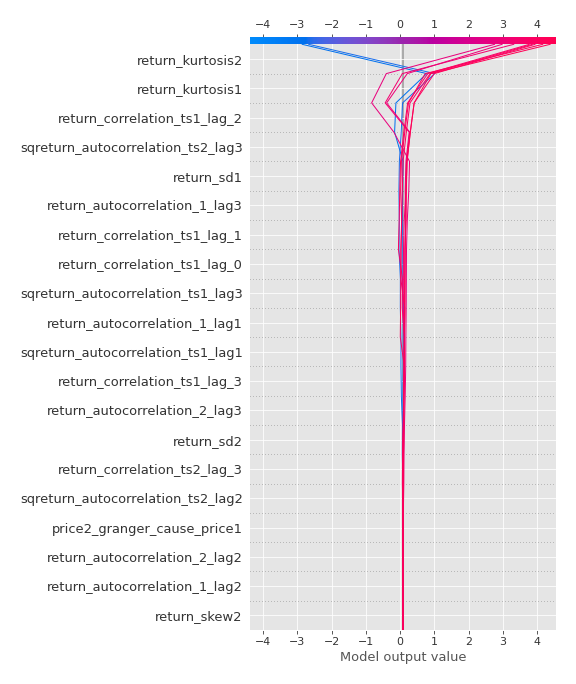 −4 −3 −2 −1 0 1 2 3 4
return_kurtosis2
return_kurtosis1
return_correlation_ts1_lag_2
sqreturn_autocorrelation_ts2_lag3
return_sd1
return_autocorrelation_1_lag3
return_correlation_ts1_lag_1
return_correlation_ts1_lag_0
sqreturn_autocorrelation_ts1_lag3
return_autocorrelation_1_lag1
sqreturn_autocorrelation_ts1_lag1
return_correlation_ts1_lag_3
return_autocorrelation_2_lag3
return_sd2
return_correlation_ts2_lag_3
sqreturn_autocorrelation_ts2_lag2
price2_granger_cause_price1
return_autocorrelation_2_lag2
return_autocorrelation_1_lag2
return_skew2
−4 −3 −2 −1 0 1 2 3 4
Model output value